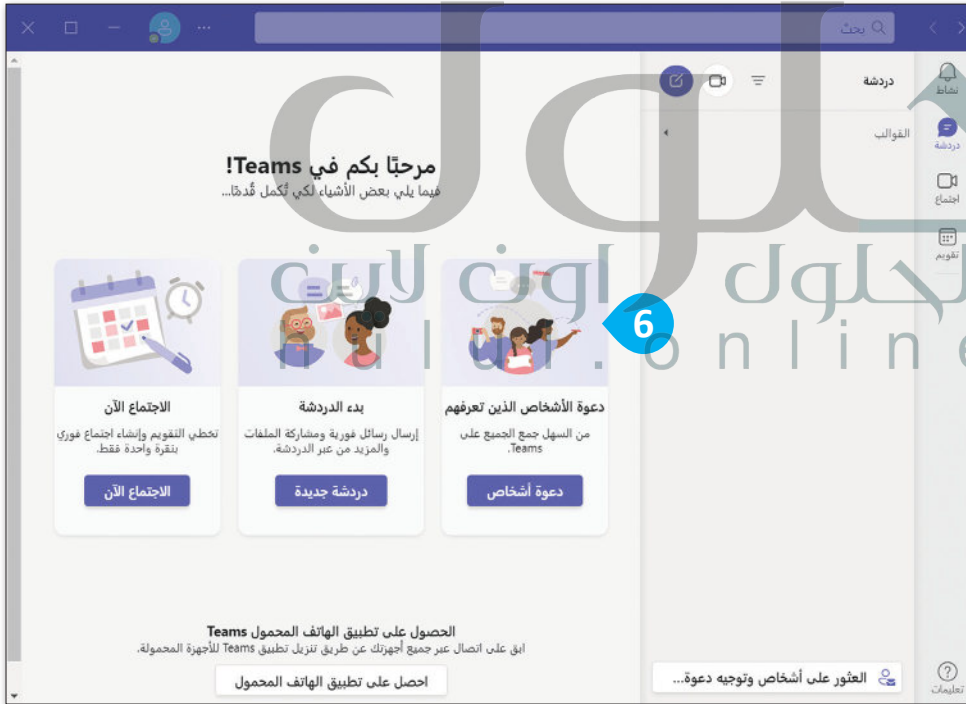 بحث
نشاط
دردشة
اجتماع
تقويم
تعليمات
دردشة
القوالب
العثور على أشخاص وتوجيه دعوة...
مرحبًا بكم في Teams!
فيما يلي بعض الأشياء لكي تُكمل قُدمًا...
6
دعوة الأشخاص الذين تعرفهم
من السهل جمع الجميع على
Teams.
دعوة أشخاص
بدء الدردشة
إرسال رسائل فورية ومشاركة الملفات
والمزيد من عبر الدردشة.
دردشة جديدة
الاجتماع الآن
تخطي التقويم وإنشاء اجتماع فوري
بنقرة واحدة فقط.
الاجتماع الآن
الحصول على تطبيق الهاتف المحمول Teams
ابق على اتصال عبر جميع أجهزتك عن طريق تنزيل تطبيق Teams للأجهزة المحمولة.
احصل على تطبيق الهاتف المحمول
حلول اون لاين
hulul.online